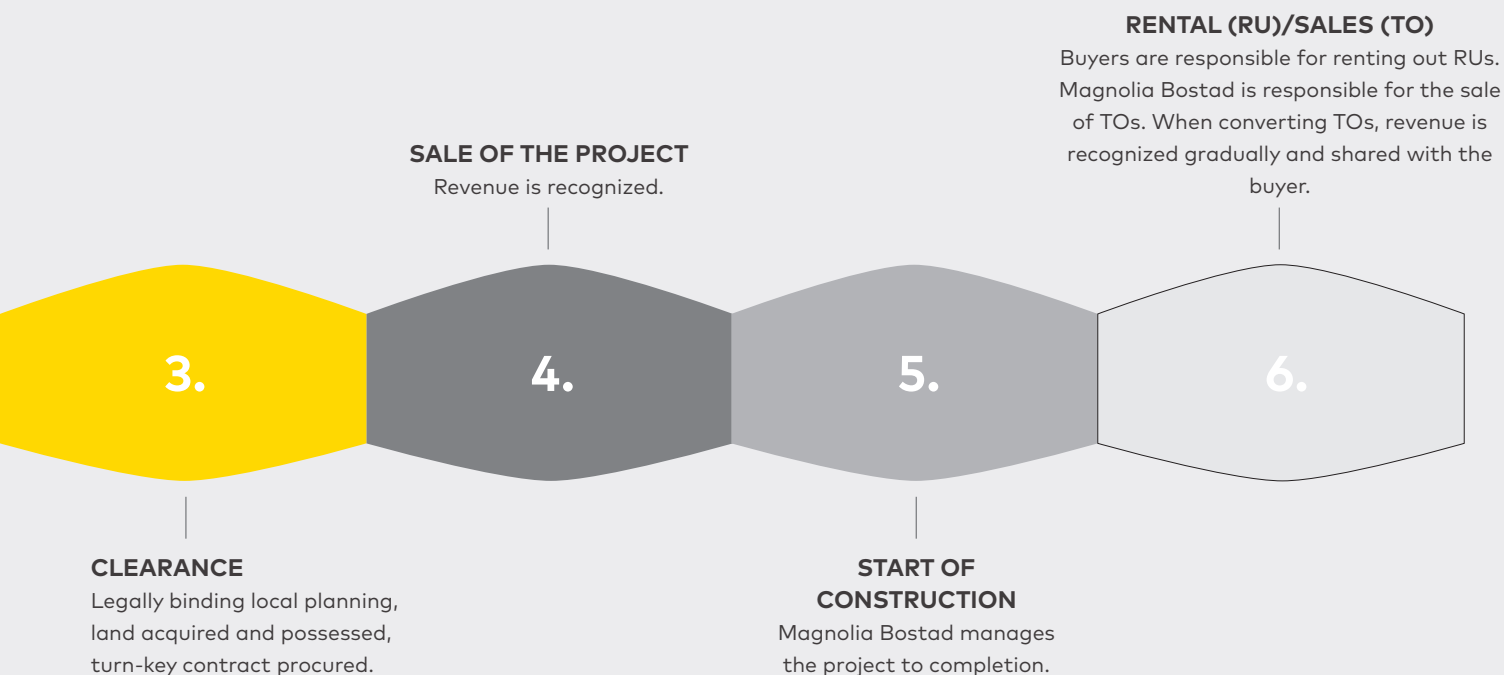 RENTAL (RU)/SALES (TO)
Buyers are responsible for renting out RUs.
Magnolia Bostad is responsible for the sale
of TOs. When converting TOs, revenue is
recognized gradually and shared with the
buyer.
SALE OF THE PROJECT
Revenue is recognized.
3.
4.
5.
6.
CLEARANCE
Legally binding local planning,
land acquired and possessed,
turn-key contract procured.
START OF
CONSTRUCTION
Magnolia Bostad manages
the project to completion.